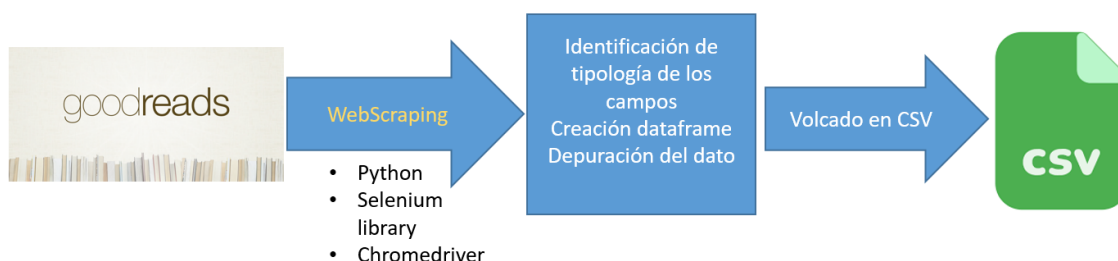 goodreads
WebScraping
• Python
• Selenium
library
• Chromedriver
Identificación de
tipología de los
campos
Creación dataframe
Depuración del dato
Volcado en CSV
CSV